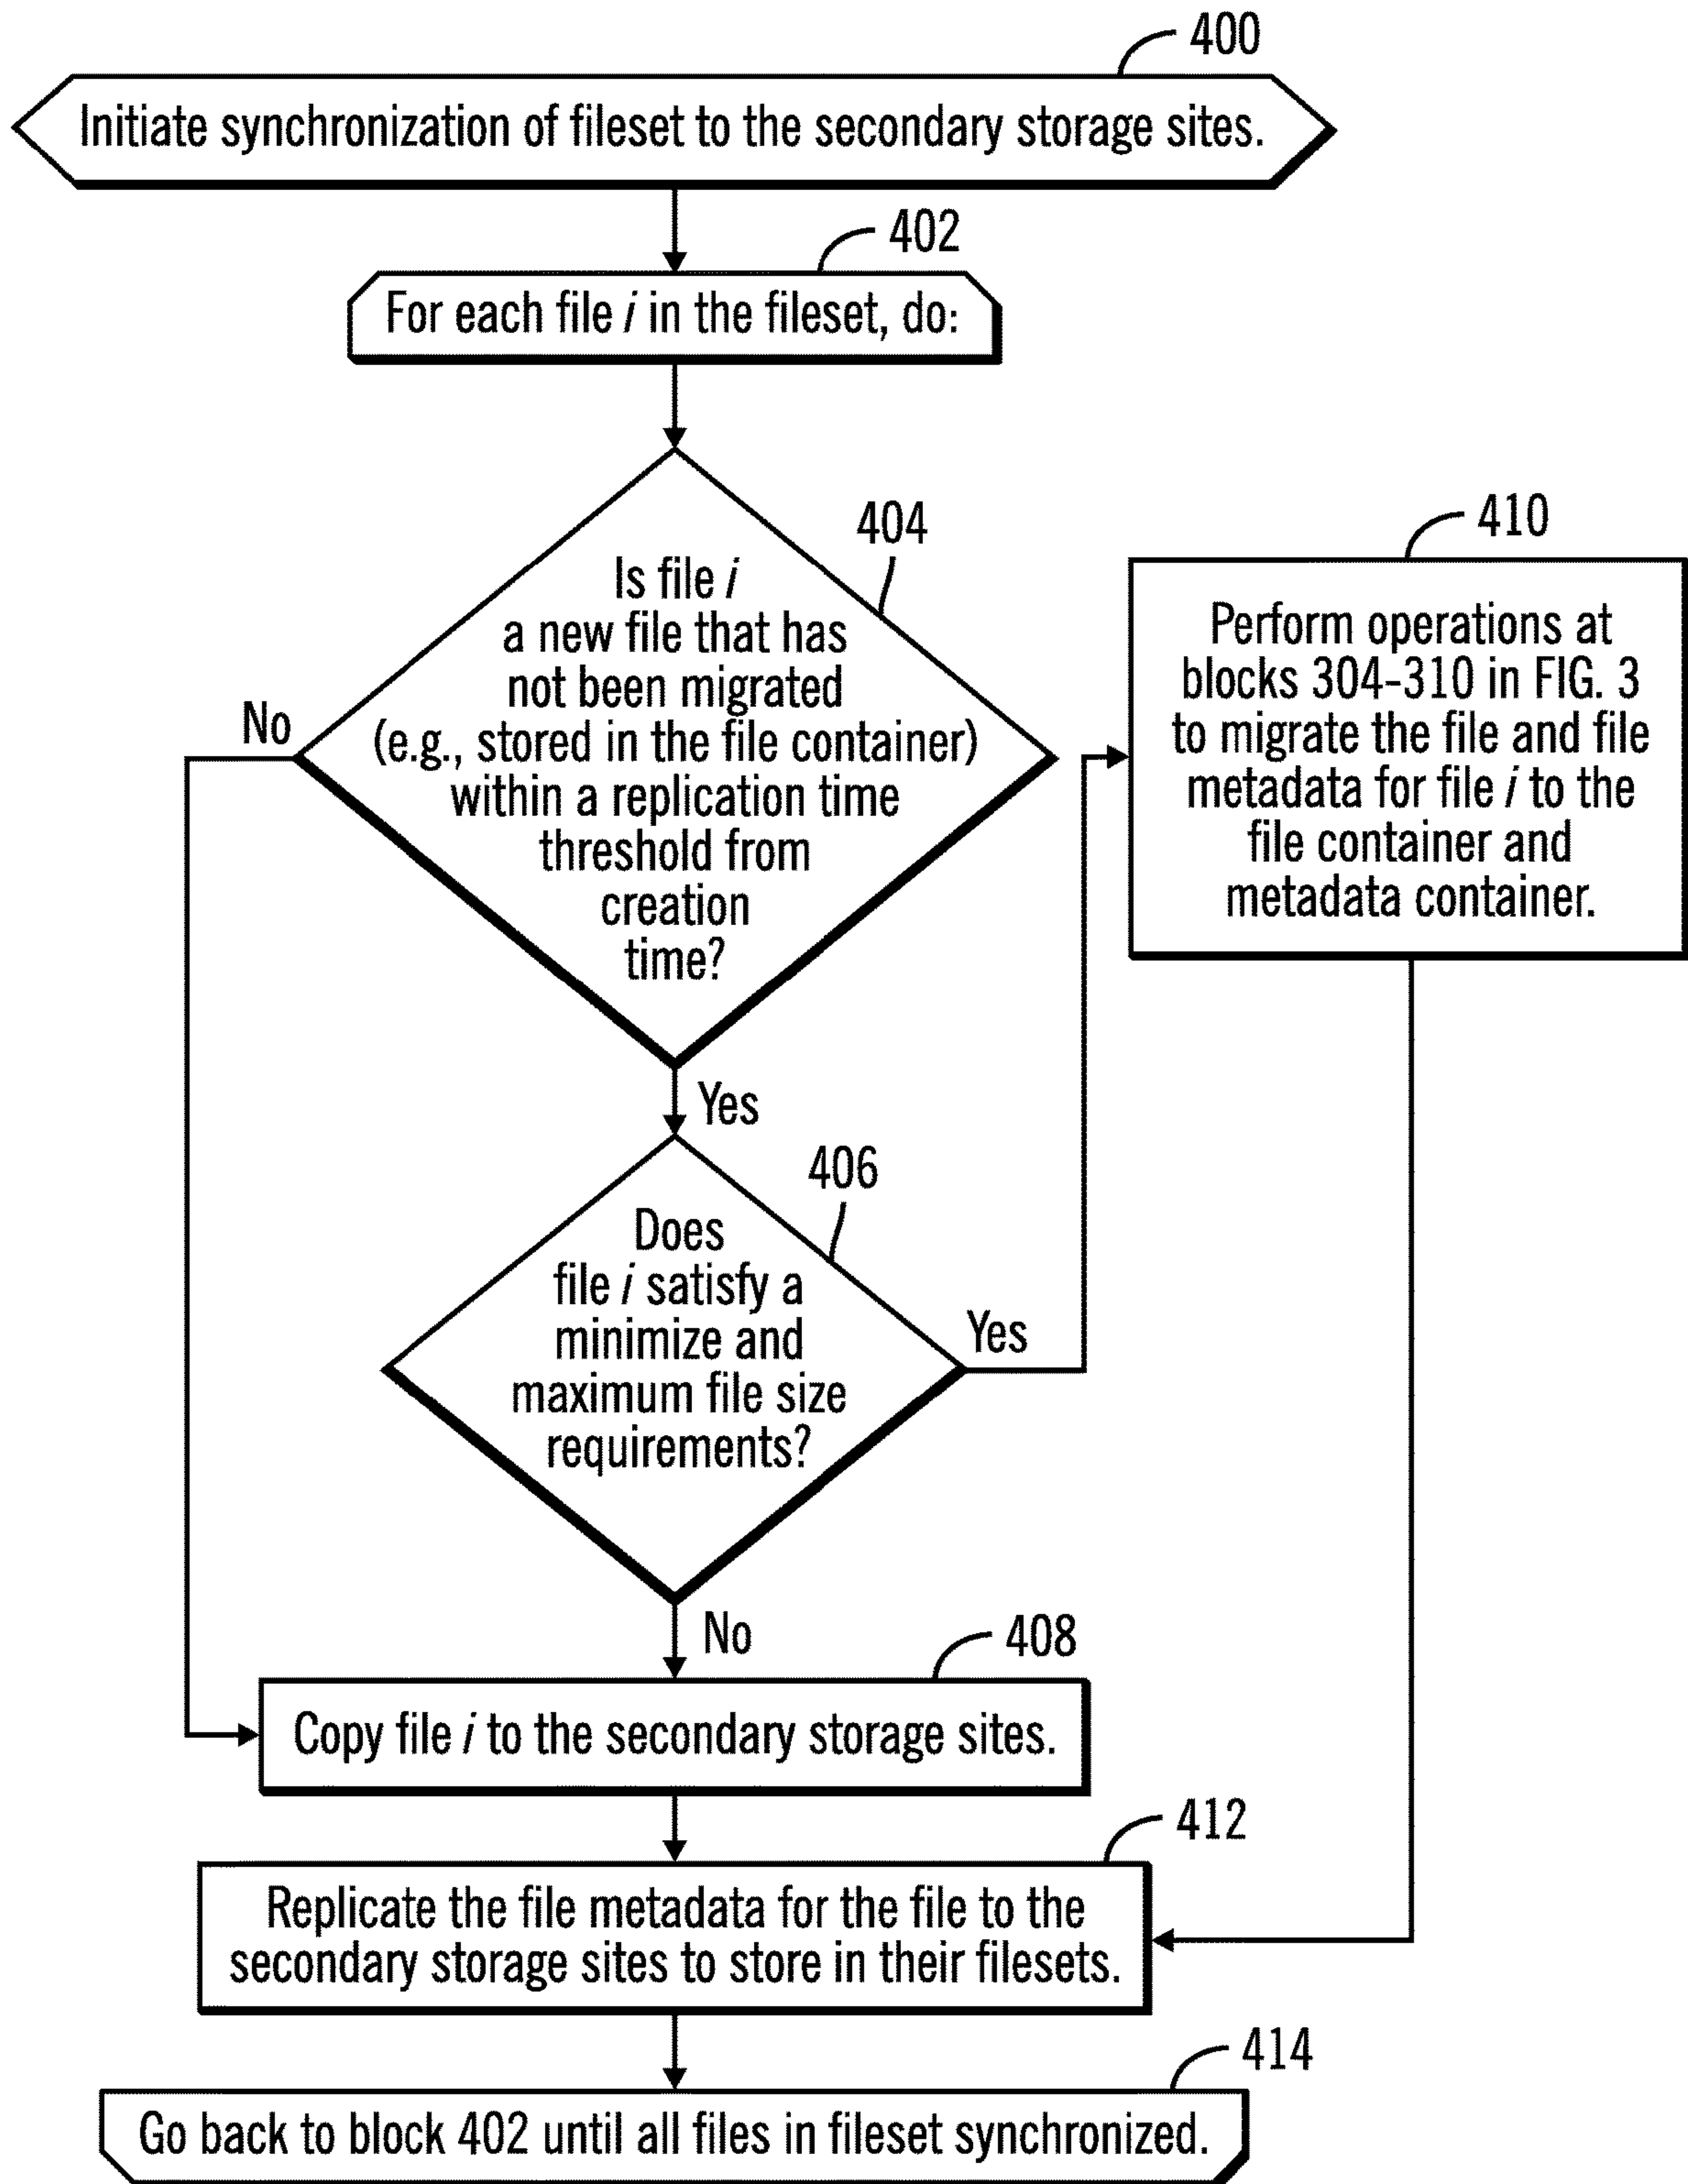 400
Initiate synchronization of fileset to the secondary storage sites.
402
For each file i in the fileset, do:
404
Is file i
a new file that has
not been migrated
(e.g., stored in the file container)
within a replication time
threshold from
creation
time?
No
Yes
410
Perform operations at
blocks 304-310 in FIG. 3
to migrate the file and file
metadata for file i to the
file container and
metadata container.
406
Does
file i satisfy a
minimize and
maximum file size
requirements?
Yes
No
408
Copy file i to the secondary storage sites.
412
Replicate the file metadata for the file to the
secondary storage sites to store in their filesets.
414
Go back to block 402 until all files in fileset synchronized.